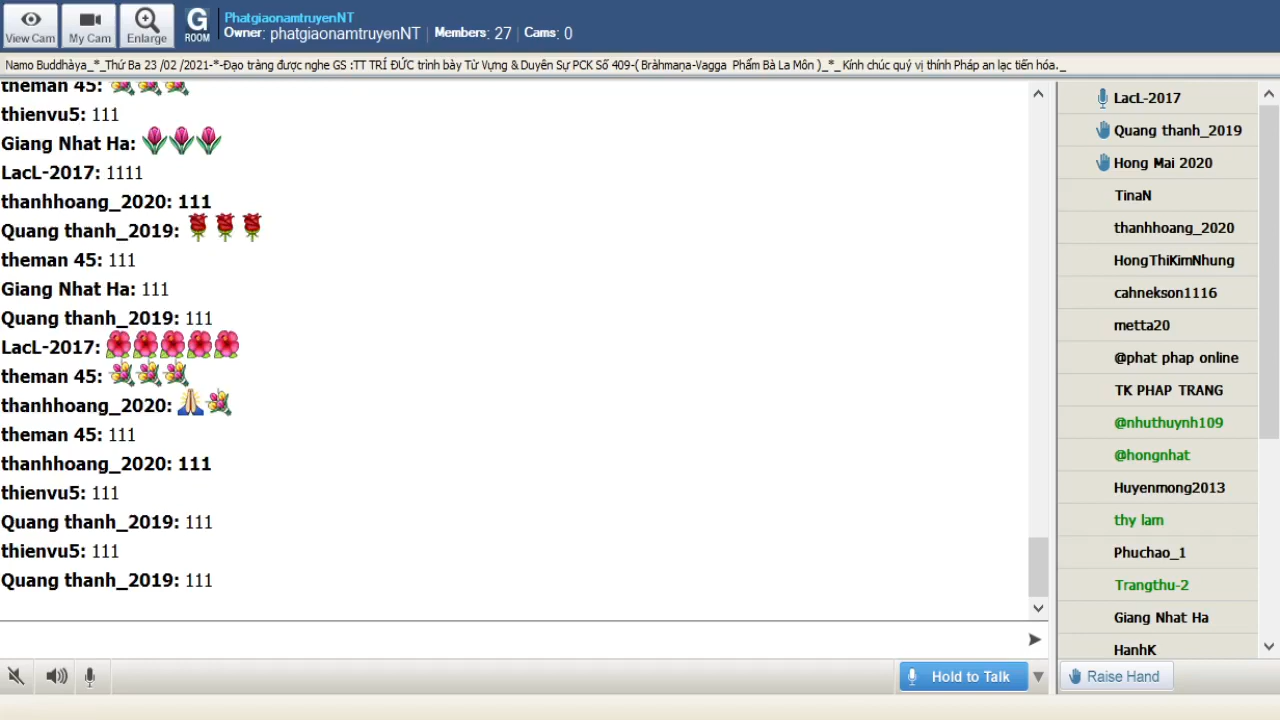 View Cam
My Cam
Enlarge
G
ROOM
PhatgiaonamtruyenNT
Owner: phatgiaonamtruyenNT Members: 27 Cams: 0
Namo Buddhàya_*_Thứ Ba 23 /02 /2021-*-Đạo tràng được nghe GS :TT TRÍ ĐỨC trình bày Từ Vựng & Duyên Sự PCK Số 409-( Bràhmaṇa-Vagga Phẩm Bà La Môn )_*_ Kính chúc quý vị thính Pháp an lạc tiến hóa._
theman 45:
thienvu5: 111
Giang Nhat Ha: 🌷🌷🌷
LacL-2017: 1111
thanhhoang_2020: 111
Quang thanh_2019: 🌹🌹🌹
theman 45: 111
Giang Nhat Ha: 111
Quang thanh_2019: 111
LacL-2017: 🌺🌺🌺🌺🌺
theman 45: 💐💐💐
thanhhoang_2020: 🙏💐
theman 45: 111
thanhhoang_2020: 111
thienvu5: 111
Quang thanh_2019: 111
thienvu5: 111
Quang thanh_2019: 111
LacL-2017
Quang thanh_2019
Hong Mai 2020
TinaN
thanhhoang_2020
HongThiKimNhung
cahnekson1116
metta20
@phat phap online
TK PHAP TRANG
@nhuthuynh109
@hongnhat
Huyenmong2013
thy lam
Phuchao_1
Trangthu-2
Giang Nhat Ha
HanhK
Hold to Talk
Raise Hand